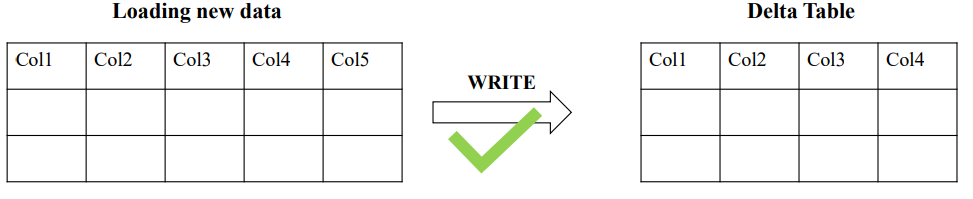 Loading new data
Delta Table
Col1 Col2 Col3 Col4 Col5
WRITE
Col1 Col2 Col3 Col4